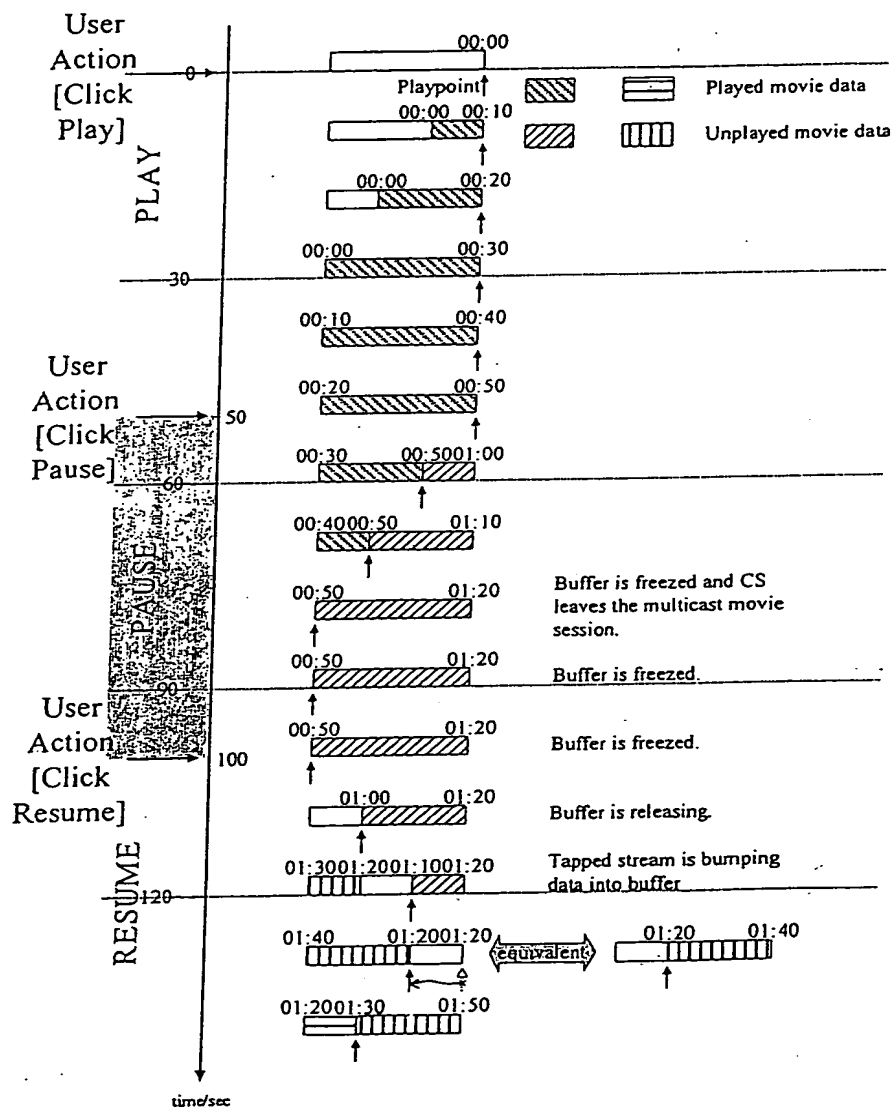 User
Action
[Click
Play]
00:00
0
Playpoint
Played movie data
00:00 00:10
Unplayed movie data
PLAY
00:00 00:20
00:00 00:30
30
00:10 00:40
User
Action
[Click
Pause]
00:20 00:50
50
00:30 00:50 01:00
60
PAUSE
00:40 00:50 01:10
00:50 01:20
Buffer is freezed and CS
leaves the multicast movie
session.
00:50 01:20
Buffer is freezed.
90
User
Action
[Click
Resume]
00:50 01:20
Buffer is freezed.
100
01:00 01:20
Buffer is releasing.
RESUME
01:30 01:20 01:10 01:20
Tapped stream is bumping
data into buffer
120
01:40 01:20 01:20
equivalent
01:20 01:40
01:20 01:30 01:50
time/sec